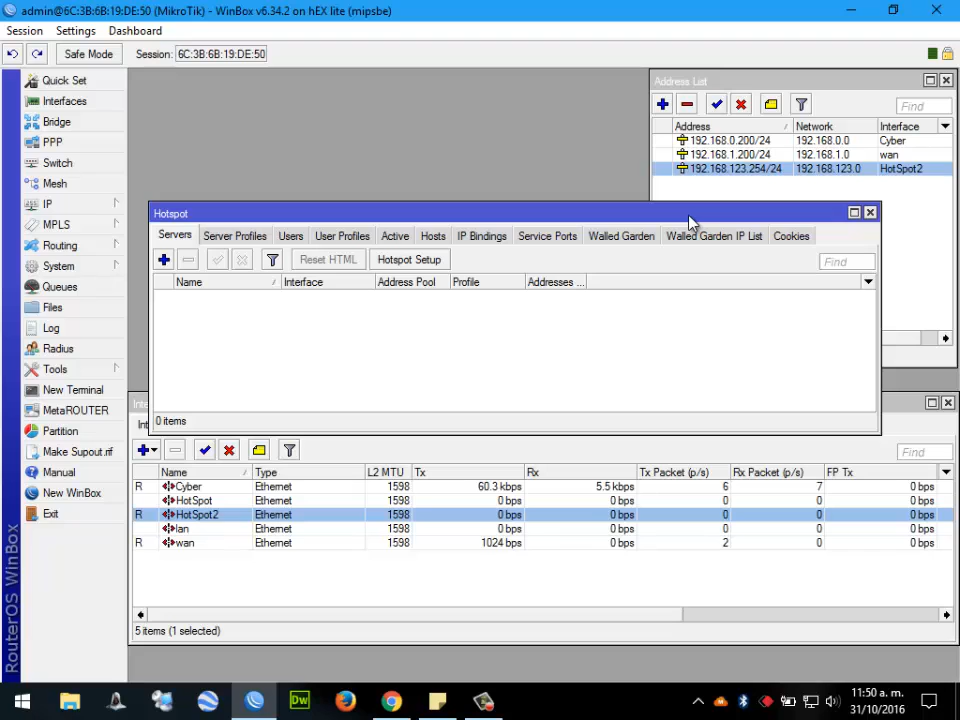 admin@6C:3B:6B:19:DE:50 (MikroTik) - WinBox v6.34.2 on hEX lite (mipsbe)
Session Settings Dashboard
Safe Mode Session: 6C:3B:6B:19:DE:50
Quick Set
Interfaces
Bridge
PPP
Switch
Mesh
IP
MPLS
Routing
System
Queues
Files
Log
Radius
Tools
New Terminal
MetaROUTER
Partition
Make Supout.rif
Manual
New WinBox
Exit
RouterOS WinBox
Address List
Find
Address Network Interface
192.168.0.200/24 192.168.0.0 Cyber
192.168.1.200/24 192.168.1.0 wan
192.168.123.254/24 192.168.123.0 HotSpot2
Hotspot
Servers Server Profiles Users User Profiles Active Hosts IP Bindings Service Ports Walled Garden Walled Garden IP List Cookies
Reset HTML Hotspot Setup Find
Name Interface Address Pool Profile Addresses ...
0 items
Find
Name Type L2 MTU Tx Rx Tx Packet (p/s) Rx Packet (p/s) FP Tx
R Cyber Ethernet 1598 60.3 kbps 5.5 kbps 6 7 0 bps
HotSpot Ethernet 1598 0 bps 0 bps 0 0 0 bps
R HotSpot2 Ethernet 1598 0 bps 0 bps 0 0 0 bps
lan Ethernet 1598 0 bps 0 bps 0 0 0 bps
R wan Ethernet 1598 1024 bps 0 bps 2 0 0 bps
5 items (1 selected)
Dw
11:50 a. m.
31/10/2016